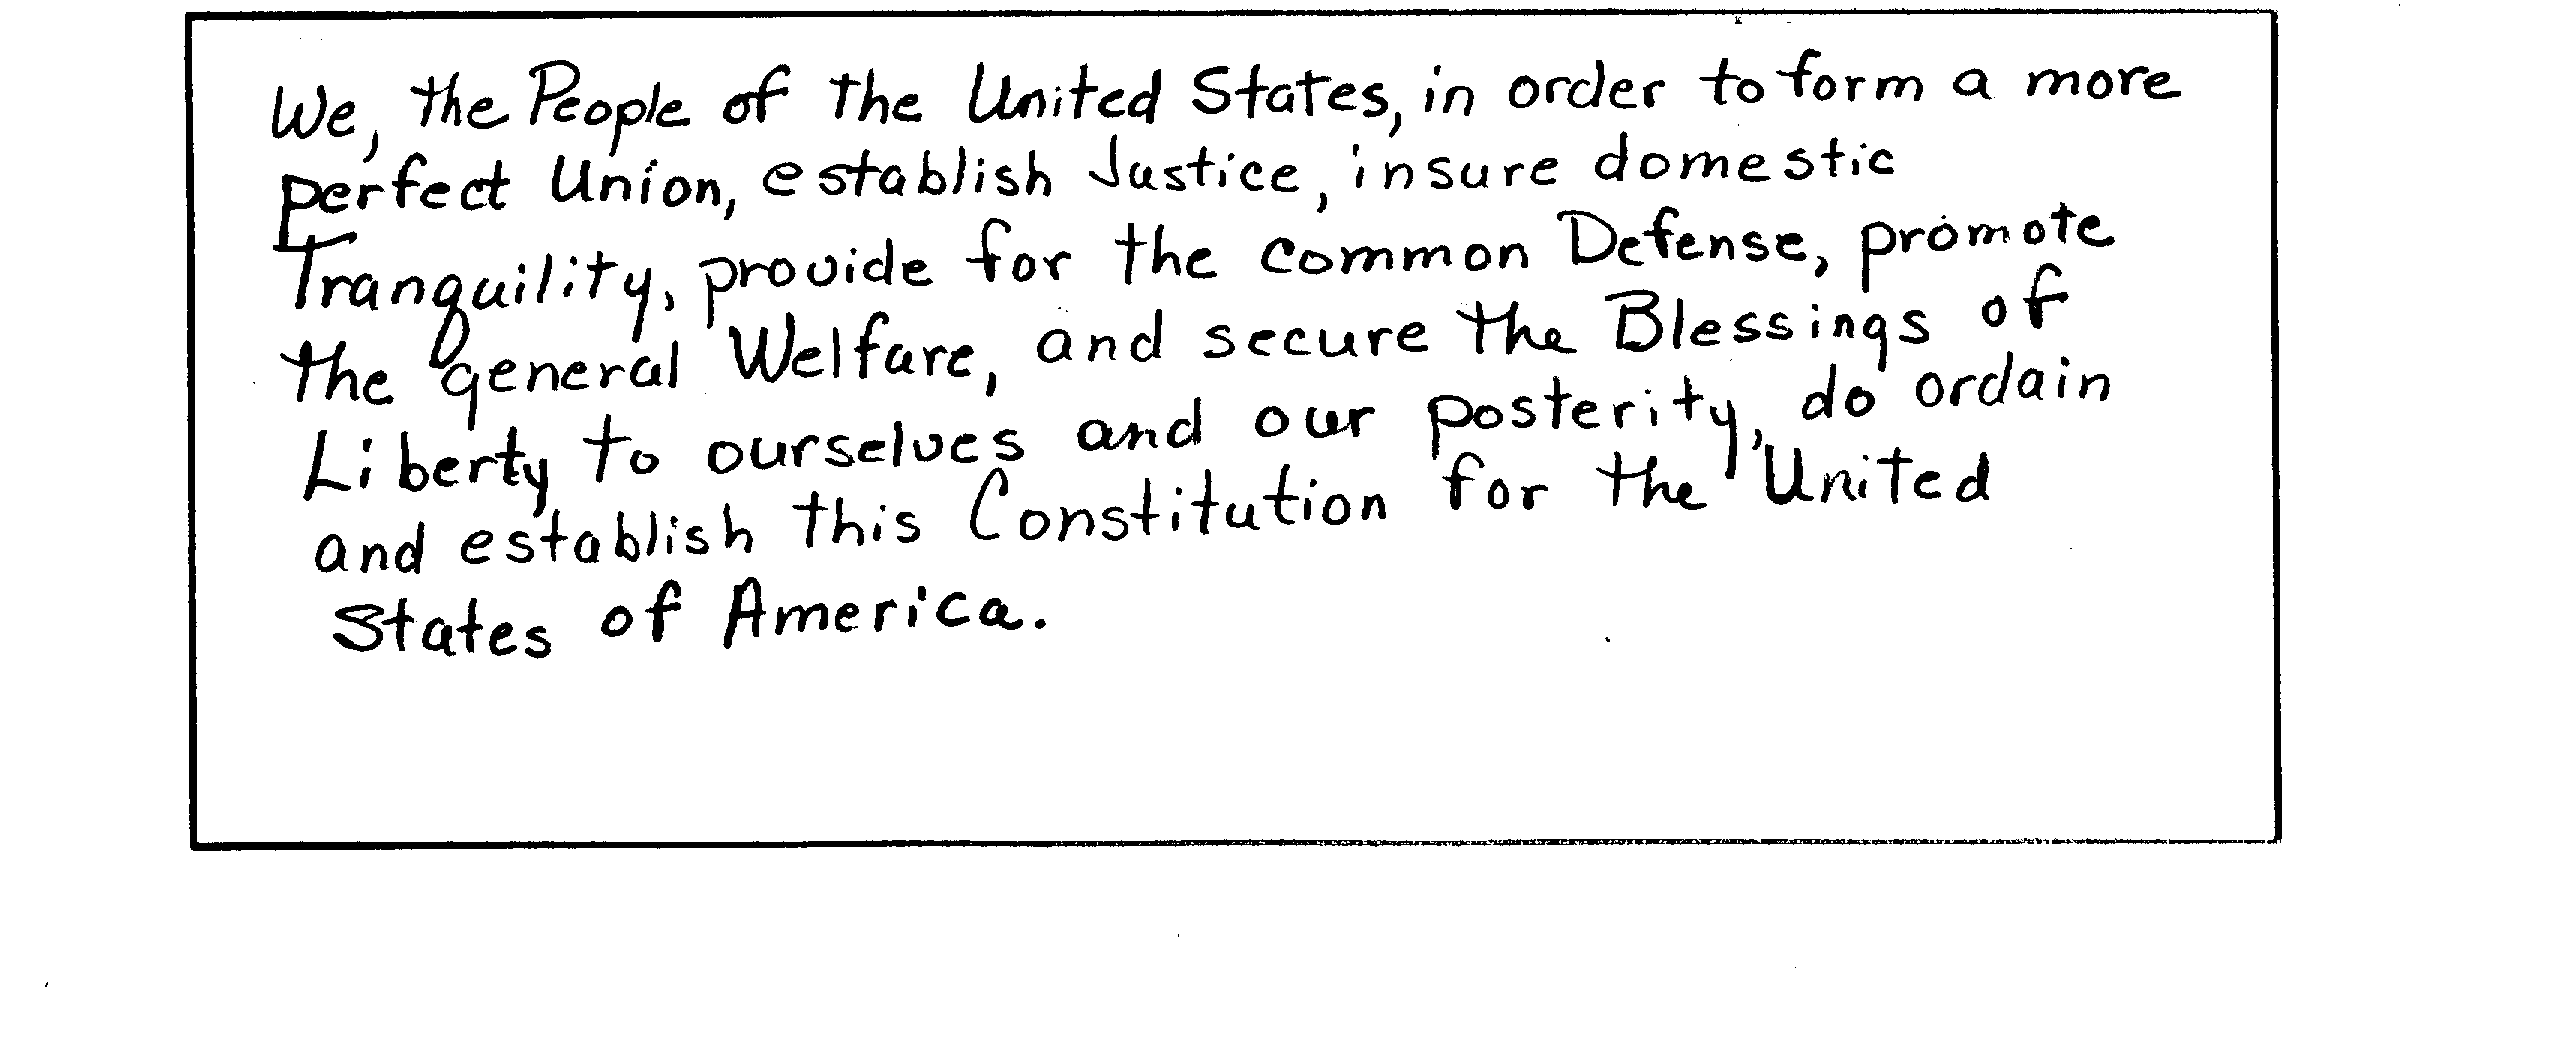 We, the People of the United States, in order to form a more
perfect Union, establish Justice, insure domestic
Tranquility, provide for the common Defense, promote
the general Welfare, and secure the Blessings of
Liberty to ourselves and our posterity, do ordain
and establish this Constitution for the United
States of America.